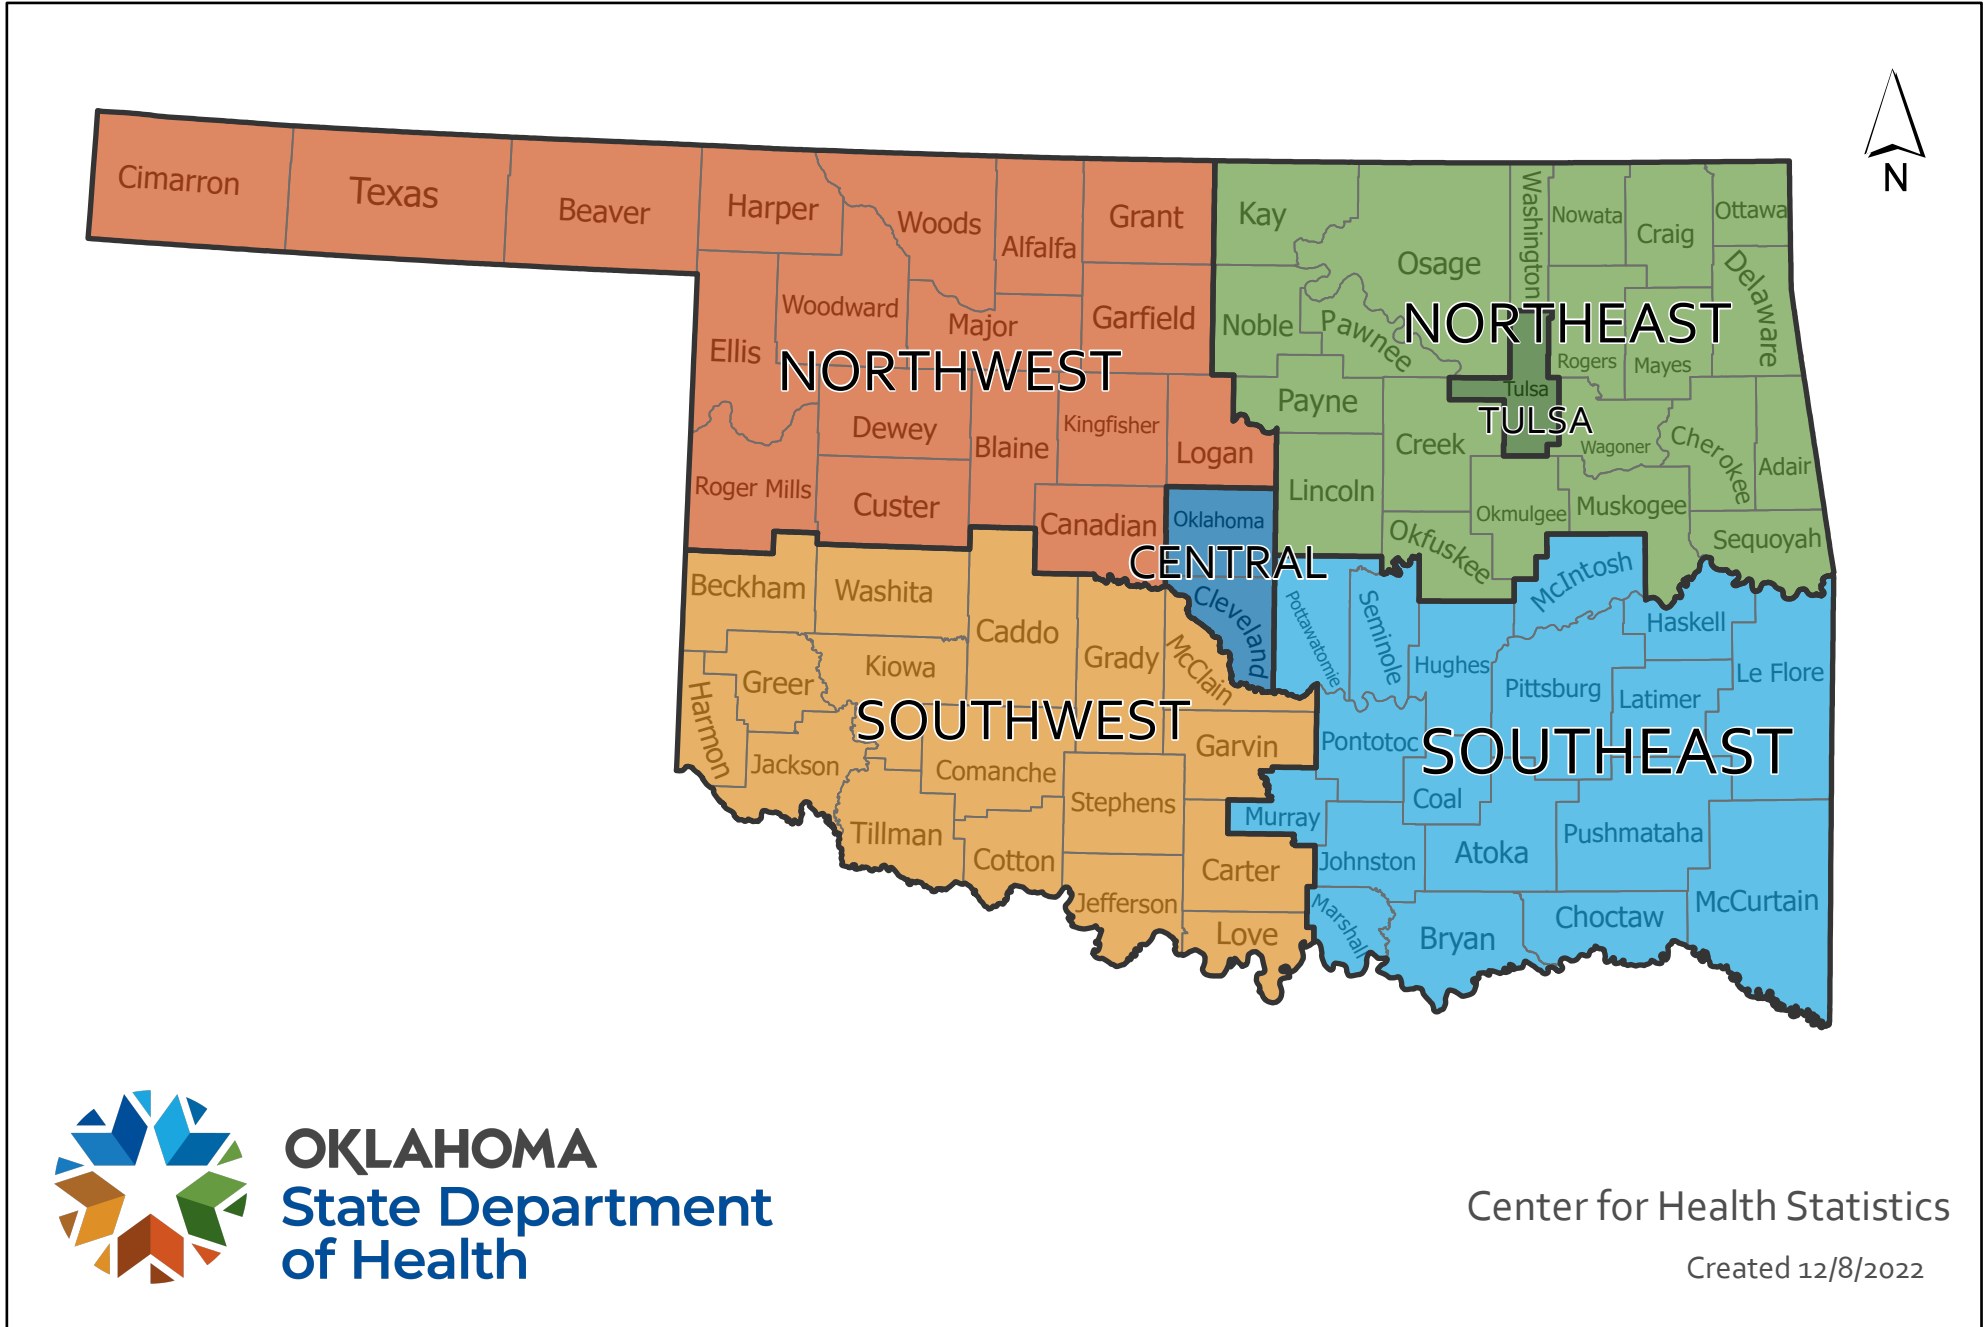 N
Cimarron
Texas
Beaver
Harper
Woods
Alfalfa
Grant
Kay
Osage
Washington
Nowata
Craig
Ottawa
Delaware
Ellis
Woodward
Major
Garfield
Noble
Pawnee
NORTHEAST
Rogers
Mayes
NORTHWEST
Tulsa
TULSA
Payne
Creek
Wagoner
Cherokee
Adair
Dewey
Blaine
Kingfisher
Logan
Lincoln
Okmulgee
Muskogee
Roger Mills
Custer
Canadian
Oklahoma
Okfuskee
Sequoyah
CENTRAL
Cleveland
Beckham
Washita
Caddo
Grady
McClain
Pottawatomie
Seminole
Hughes
McIntosh
Haskell
Le Flore
Harmon
Greer
Kiowa
Pittsburg
Latimer
SOUTHWEST
Garvin
Pontotoc
SOUTHEAST
Jackson
Comanche
Stephens
Murray
Coal
Tillman
Cotton
Carter
Johnston
Atoka
Pushmataha
McCurtain
Jefferson
Love
Marshall
Bryan
Choctaw
OKLAHOMA
State Department
of Health
Center for Health Statistics
Created 12/8/2022